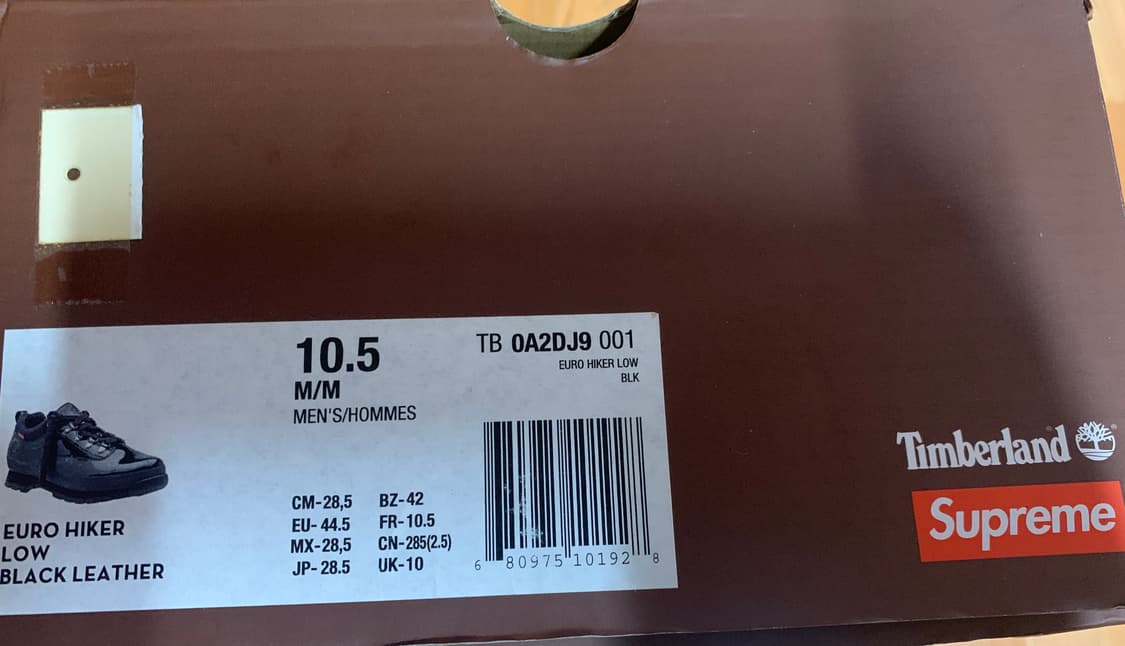 10.5
M/M
MEN'S/HOMMES
TB 0A2DJ9 001
EURO HIKER LOW
BLK
EURO HIKER
LOW
BLACK LEATHER
CM-28,5 BZ-42
EU- 44.5 FR-10.5
MX-28,5 CN-285(2.5)
JP- 28.5 UK-10
6 80975 10192 8
Timberland ®
Supreme